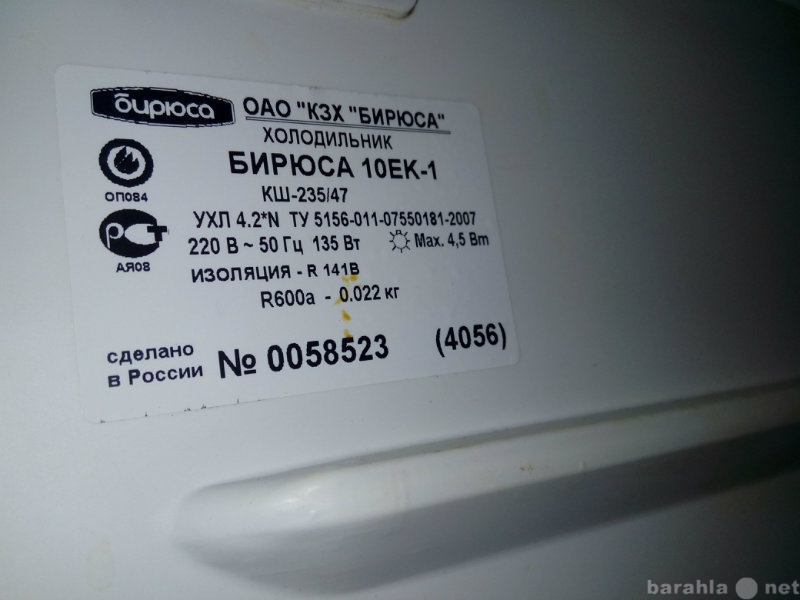 бирюса
ОАО "КЗХ "БИРЮСА"
ХОЛОДИЛЬНИК
БИРЮСА 10ЕК-1
КШ-235/47
ОП084
УХЛ 4.2*N ТУ 5156-011-07550181-2007
220 В ~ 50 Гц 135 Вт Max. 4,5 Вт
РСТ
АЯ08
ИЗОЛЯЦИЯ - R 141B
R600a - 0.022 кг
сделано
в России
№ 0058523 (4056)
barahla net